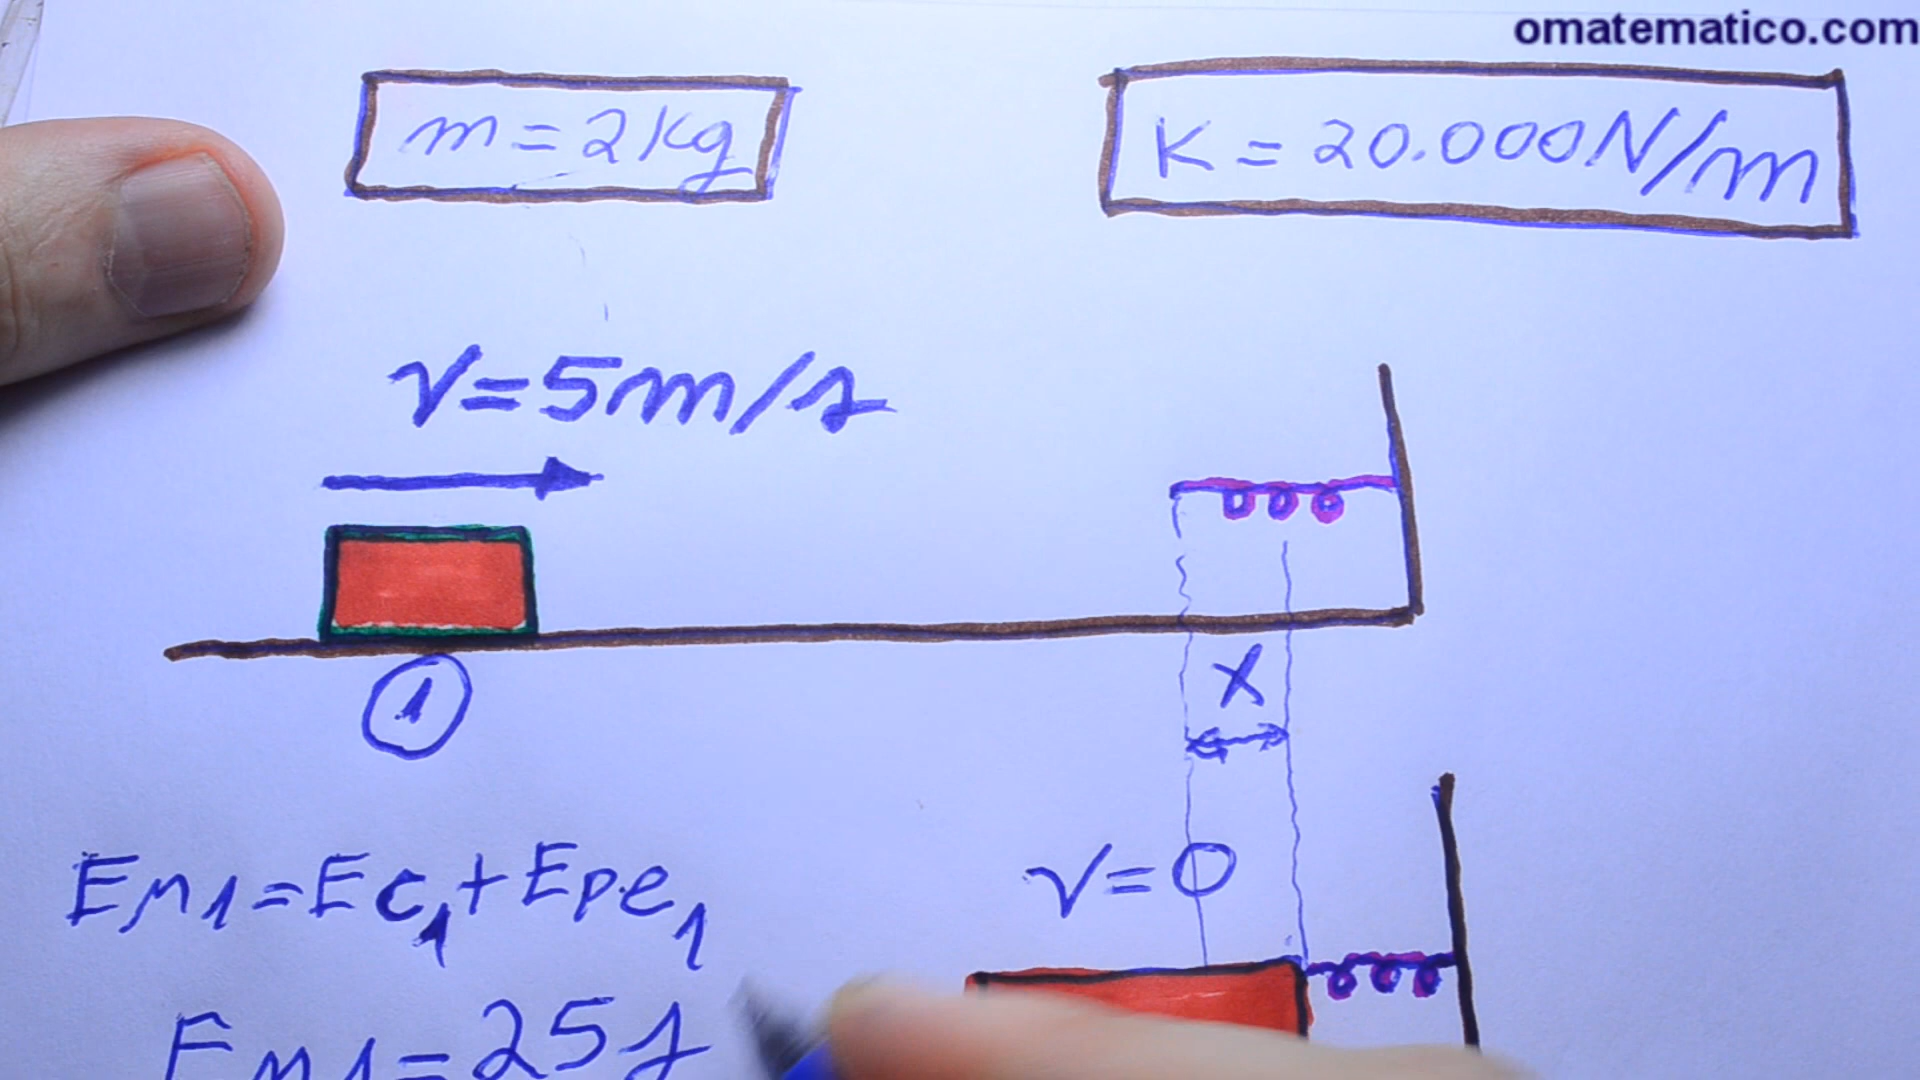 omatematico.com
m = 2kg
K = 20.000N/m
v=5m/s
1
X
Em1=Ec1+Epe1
v=0
Em1=25J